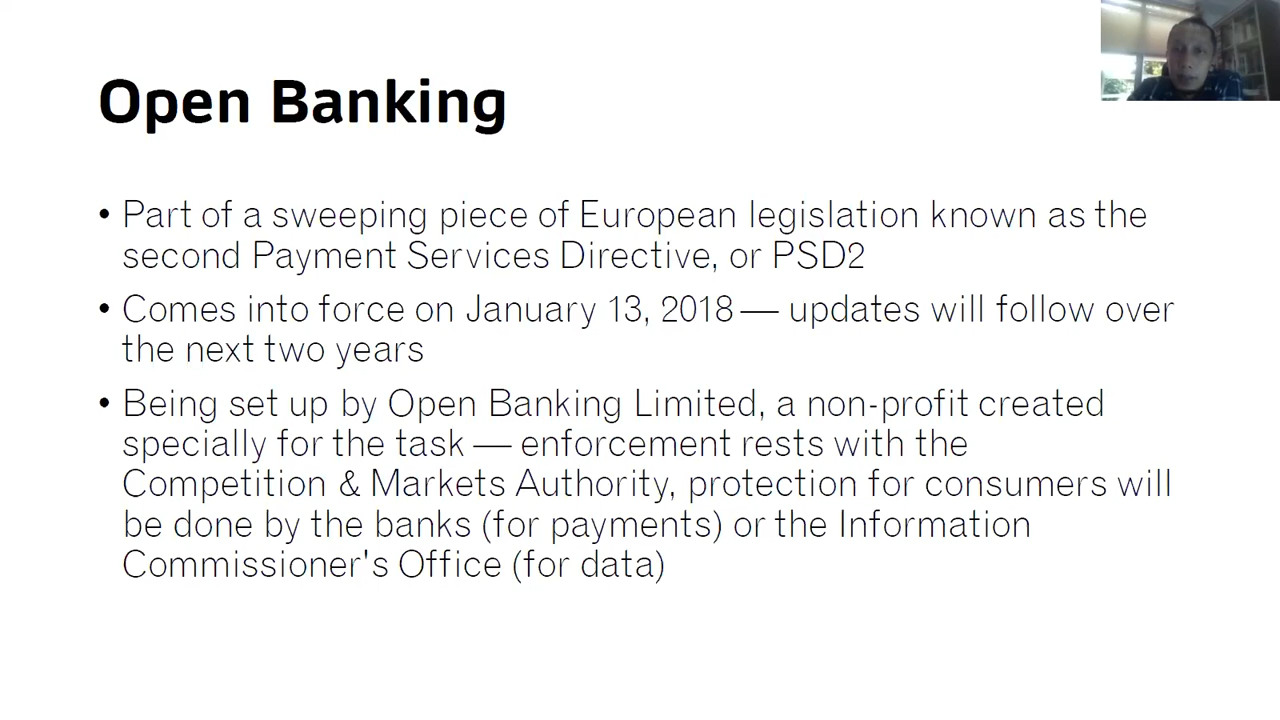 Open Banking
• Part of a sweeping piece of European legislation known as the
second Payment Services Directive, or PSD2
• Comes into force on January 13, 2018 — updates will follow over
the next two years
• Being set up by Open Banking Limited, a non-profit created
specially for the task — enforcement rests with the
Competition & Markets Authority, protection for consumers will
be done by the banks (for payments) or the Information
Commissioner's Office (for data)